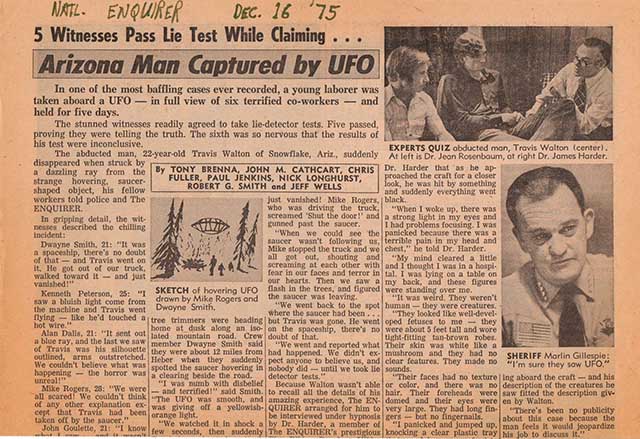 NATL. ENQUIRER DEC. 16 '75
5 Witnesses Pass Lie Test While Claiming . . .
Arizona Man Captured by UFO
In one of the most baffling cases ever recorded, a young laborer was
taken aboard a UFO — in full view of six terrified co-workers — and
held for five days.
The stunned witnesses readily agreed to take lie-detector tests. Five passed,
proving they were telling the truth. The sixth was so nervous that the results of
his test were inconclusive.
The abducted man, 22-year-old Travis Walton of Snowflake, Ariz., suddenly
disappeared when struck by
a dazzling ray from the
strange hovering, saucer-
shaped object, his fellow
workers told police and The
ENQUIRER.
In gripping detail, the wit-
nesses described the chilling
incident:
Dwayne Smith, 21: "It was
a spaceship, there's no doubt
of that — and Travis went on
it. He got out of our truck,
walked toward it — and just
vanished!"
Kenneth Peterson, 25: "I
saw a bluish light come from
the machine and Travis went
flying — like he'd touched a
hot wire."
Alan Dalis, 21: "It sent out
a blue ray, and the last we saw
of Travis was his silhouette
outlined, arms outstretched.
We couldn't believe what was
happening — the horror was
unreal!"
Mike Rogers, 28: "We were
all scared! We couldn't think
of any other explanation ex-
cept that Travis had been
taken off by the saucer."
John Goulette, 21: "I know
By TONY BRENNA, JOHN M. CATHCART, CHRIS
FULLER, PAUL JENKINS, NICK LONGHURST,
ROBERT G. SMITH and JEFF WELLS
SKETCH of hovering UFO
drawn by Mike Rogers and
Dwayne Smith.
tree trimmers were heading
home at dusk along an iso-
lated mountain road. Crew
member Dwayne Smith said
they were about 12 miles from
Heber when they suddenly
spotted the saucer hovering in
a clearing beside the road.
"I was numb with disbelief
— and terrified!" said Smith.
"The UFO was smooth, and
was giving off a yellowish-
orange light.
"We watched it in shock a
few seconds, then suddenly
just vanished! Mike Rogers,
who was driving the truck,
screamed 'Shut the door!' and
gunned past the saucer.
"When we could see the
saucer wasn't following us,
Mike stopped the truck and we
all got out, shouting and
screaming at each other with
fear in our faces and terror in
our hearts. Then we saw a
flash in the trees, and figured
the saucer was leaving.
"We went back to the spot
where the saucer had been . . .
but Travis was gone. He went
on the spaceship, there's no
doubt of that.
"We went and reported what
had happened. We didn't ex-
pect anyone to believe us, and
nobody did — until we took lie
detector tests."
Because Walton wasn't able
to recall all the details of his
amazing experience, The EN-
QUIRER arranged for him to
be interviewed under hypnosis
by Dr. Harder, a member of
The ENQUIRER's prestigious
EXPERTS QUIZ abducted man, Travis Walton (center).
At left is Dr. Jean Rosenbaum, at right Dr. James Harder.
Dr. Harder that as he ap-
proached the craft for a closer
look, he was hit by something
and suddenly everything went
black.
"When I woke up, there was
a strong light in my eyes and
I had problems focusing. I was
panicked because there was a
terrible pain in my head and
chest," he told Dr. Harder.
"My mind cleared a little
and I thought I was in a hospi-
tal. I was lying on a table on
my back, and these figures
were standing over me.
"It was weird. They weren't
human — they were creatures.
"They looked like well-devel-
oped fetuses to me — they
were about 5 feet tall and wore
tight-fitting tan-brown robes.
Their skin was white like a
mushroom and they had no
clear features. They made no
sounds.
"Their faces had no texture
or color, and there was no
hair. Their foreheads were
domed and their eyes were
very large. They had long fin-
gers — but no fingernails.
"I panicked and jumped up,
knocking a clear plastic tray
SHERIFF Marlin Gillespie:
"I'm sure they saw UFO."
ing aboard the craft — and his
description of the creatures he
saw fitted the description giv-
en by Walton.
"There's been no publicity
about this case because the
man feels it would jeopardize
his job to discuss it."